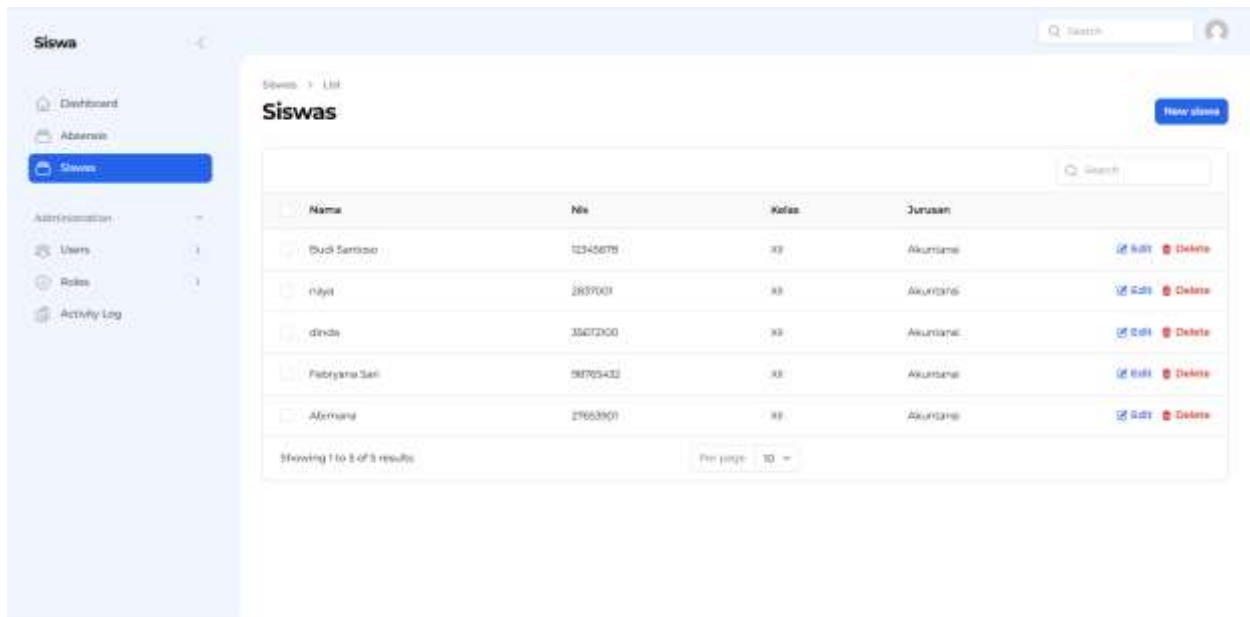 Siswa
Search
Dashboard
Absensis
Siswas
Administration
Users
Roles
Activity Log
Siswas > List
Siswas
New siswa
Search
Nama Nis Kelas Jurusan
Budi Santoso 12345678 XII Akuntansi Edit Delete
naya 2837001 XII Akuntansi Edit Delete
dinda 35672100 XII Akuntansi Edit Delete
Febryana Sari 98765432 XII Akuntansi Edit Delete
27653901 XII Akuntansi Edit Delete
Showing 1 to 5 of 5 results
Per page 10